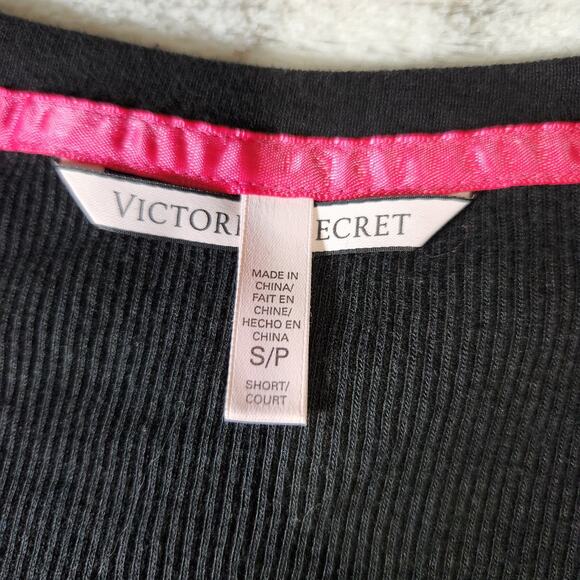 VICTORI ECRET
MADE IN
CHINA/
FAIT EN
CHINE/
HECHO EN
CHINA
S/P
SHORT/
COURT